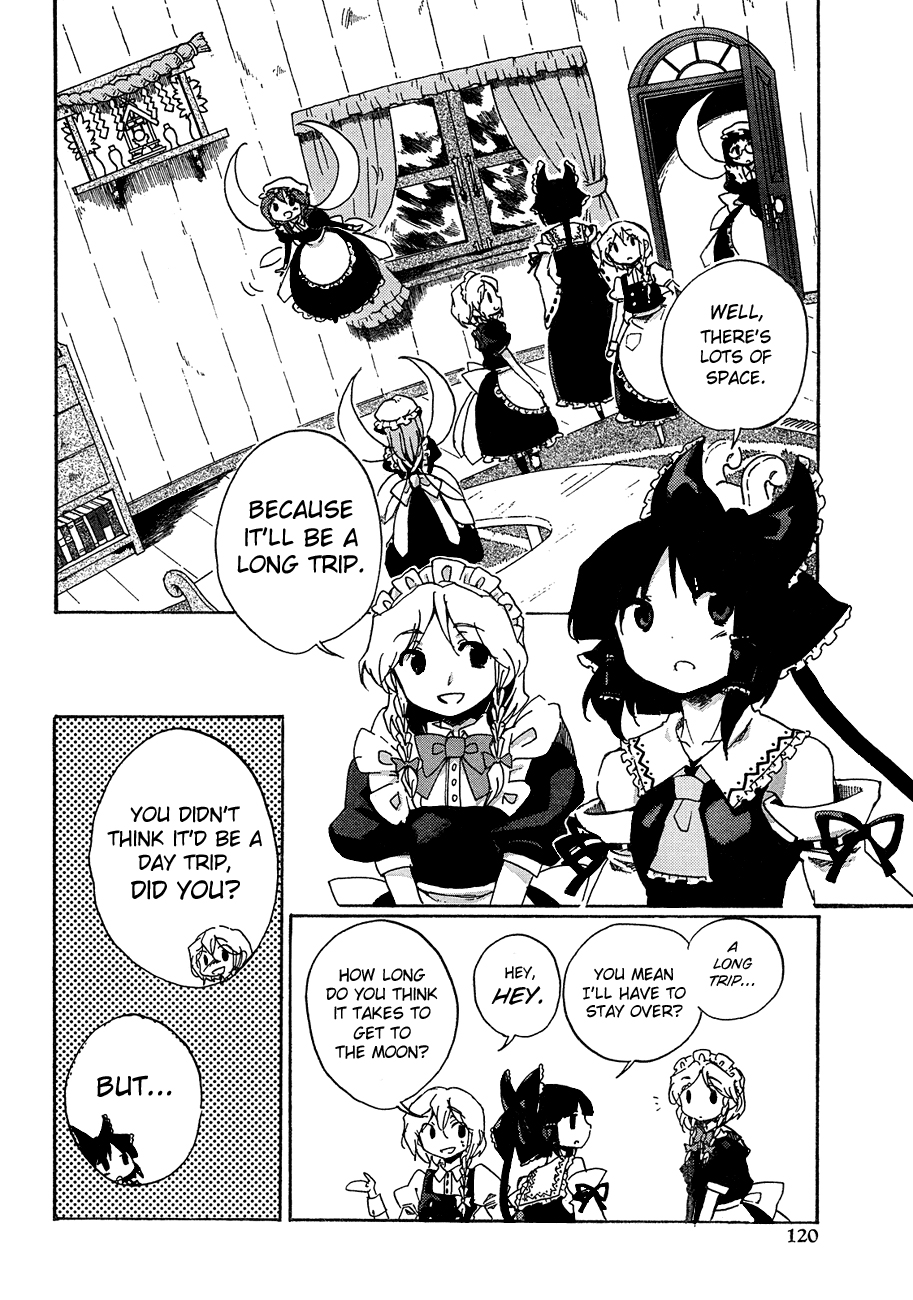 WELL,
THERE'S
LOTS OF
SPACE.
BECAUSE
IT'LL BE A
LONG TRIP.
A
LONG
TRIP...
YOU MEAN
I'LL HAVE TO
STAY OVER?
HEY,
HEY.
HOW LONG
DO YOU THINK
IT TAKES TO
GET TO
THE MOON?
YOU DIDN'T
THINK IT'D BE A
DAY TRIP,
DID YOU?
BUT...
120